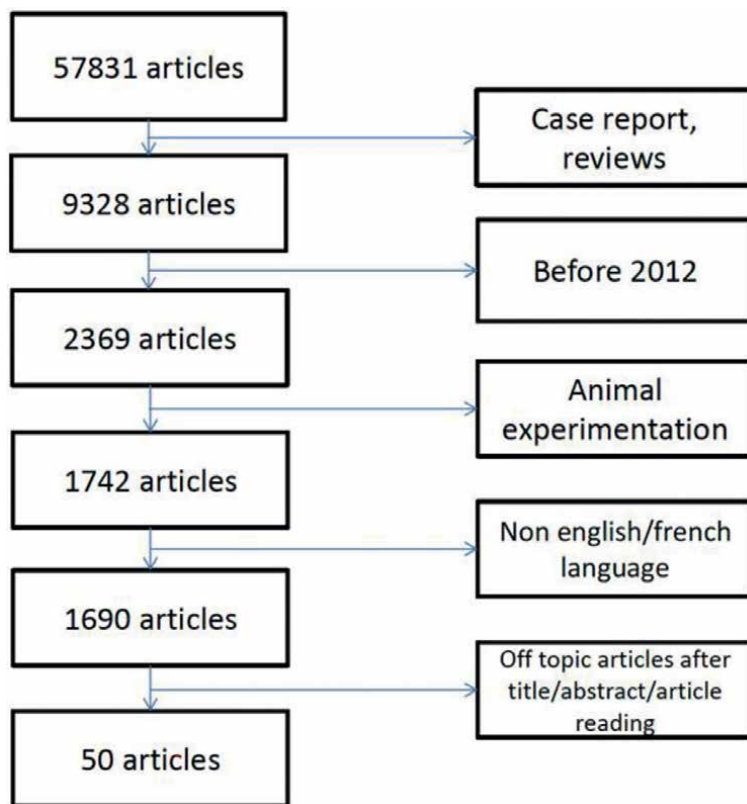 57831 articles
Case report,
reviews
9328 articles
Before 2012
2369 articles
Animal
experimentation
1742 articles
Non english/french
language
1690 articles
Off topic articles after
title/abstract/article
reading
50 articles